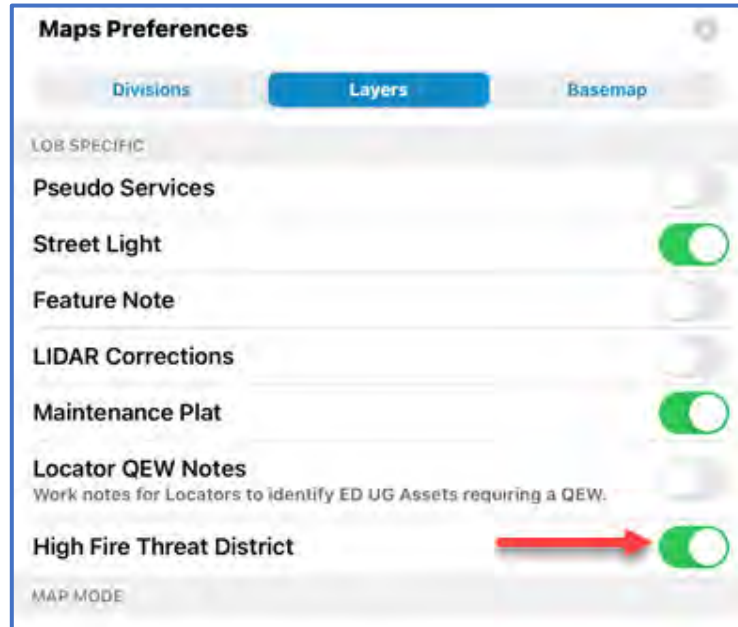 Maps Preferences
Divisions Layers Basemap
LOB SPECIFIC
Pseudo Services
Street Light
Feature Note
LIDAR Corrections
Maintenance Plat
Locator QEW Notes
Work notes for Locators to identify ED UG Assets requiring a QEW.
High Fire Threat District
MAP MODE